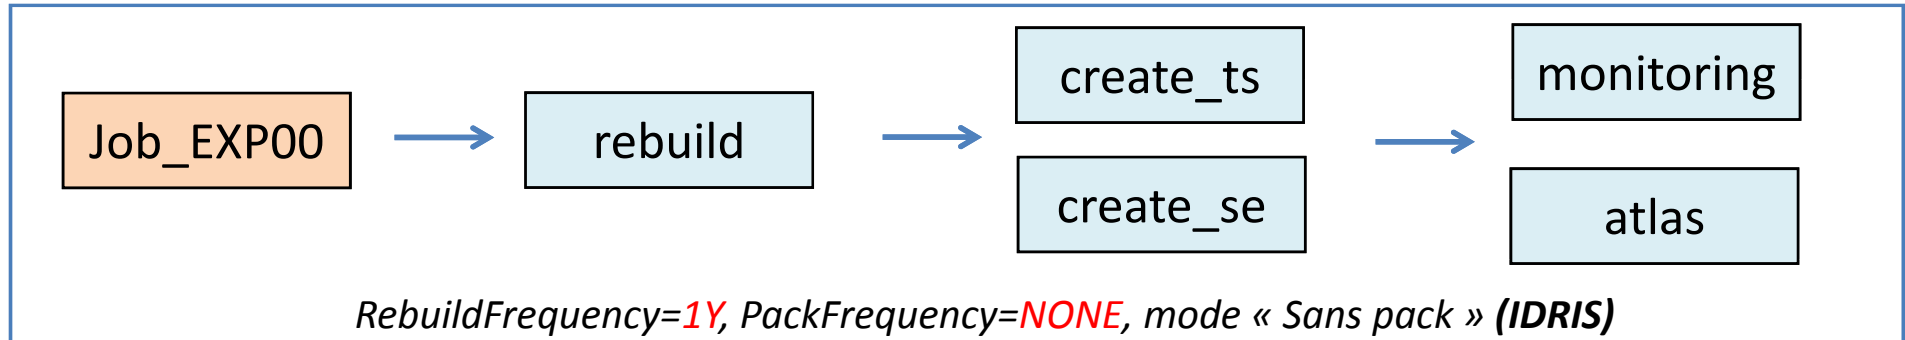 Job_EXP00
rebuild
create_ts
create_se
monitoring
atlas
RebuildFrequency=1Y, PackFrequency=NONE, mode « Sans pack » (IDRIS)